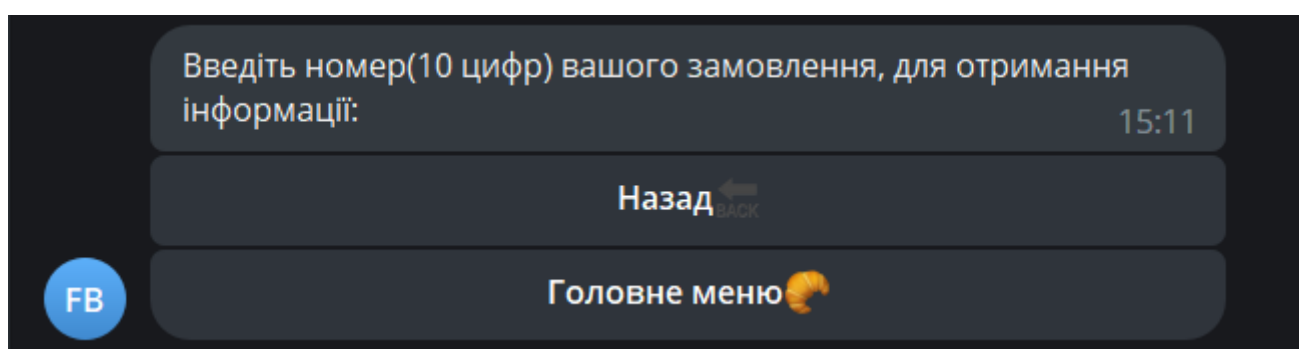 Введіть номер(10 цифр) вашого замовлення, для отримання
інформації:
15:11
Назад🔙
BACK
FB
Головне меню🥐